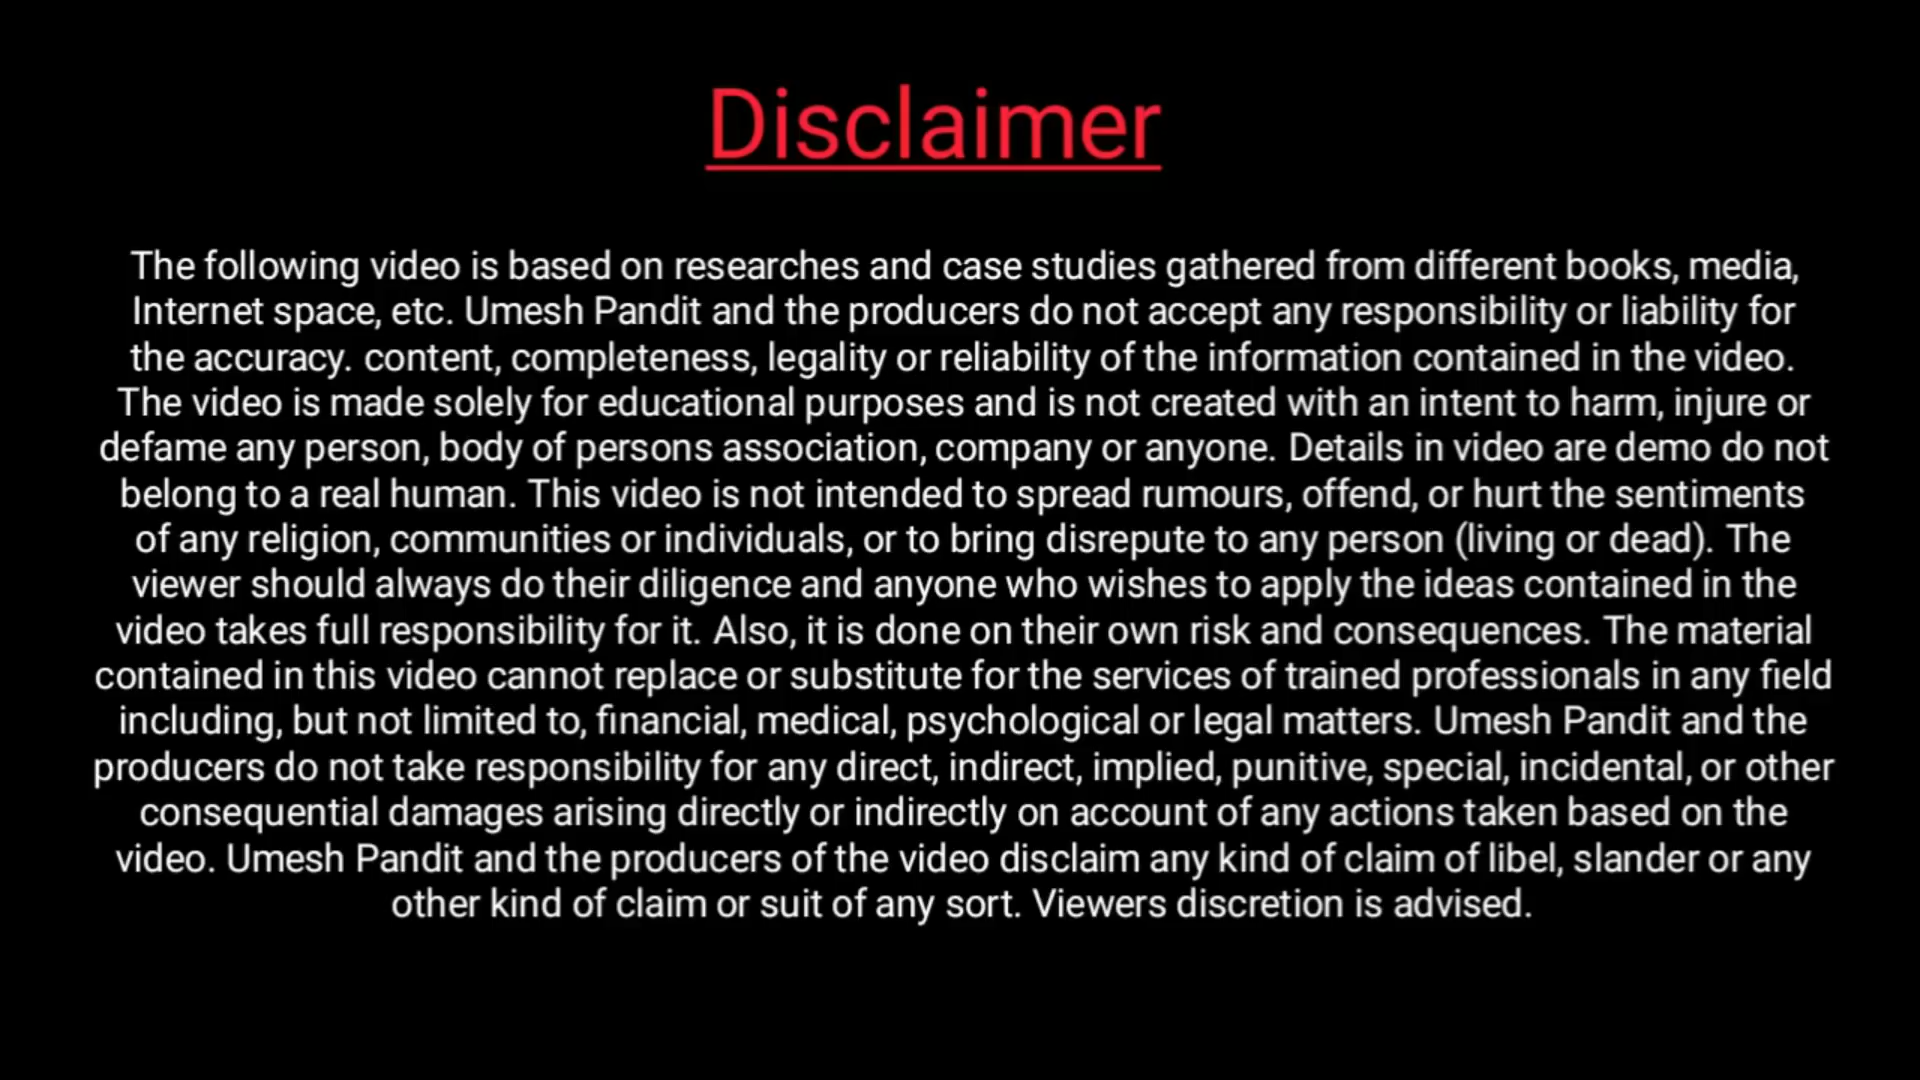 Disclaimer
The following video is based on researches and case studies gathered from different books, media,
Internet space, etc. Umesh Pandit and the producers do not accept any responsibility or liability for
the accuracy. content, completeness, legality or reliability of the information contained in the video.
The video is made solely for educational purposes and is not created with an intent to harm, injure or
defame any person, body of persons association, company or anyone. Details in video are demo do not
belong to a real human. This video is not intended to spread rumours, offend, or hurt the sentiments
of any religion, communities or individuals, or to bring disrepute to any person (living or dead). The
viewer should always do their diligence and anyone who wishes to apply the ideas contained in the
video takes full responsibility for it. Also, it is done on their own risk and consequences. The material
contained in this video cannot replace or substitute for the services of trained professionals in any field
including, but not limited to, financial, medical, psychological or legal matters. Umesh Pandit and the
producers do not take responsibility for any direct, indirect, implied, punitive, special, incidental, or other
consequential damages arising directly or indirectly on account of any actions taken based on the
video. Umesh Pandit and the producers of the video disclaim any kind of claim of libel, slander or any
other kind of claim or suit of any sort. Viewers discretion is advised.